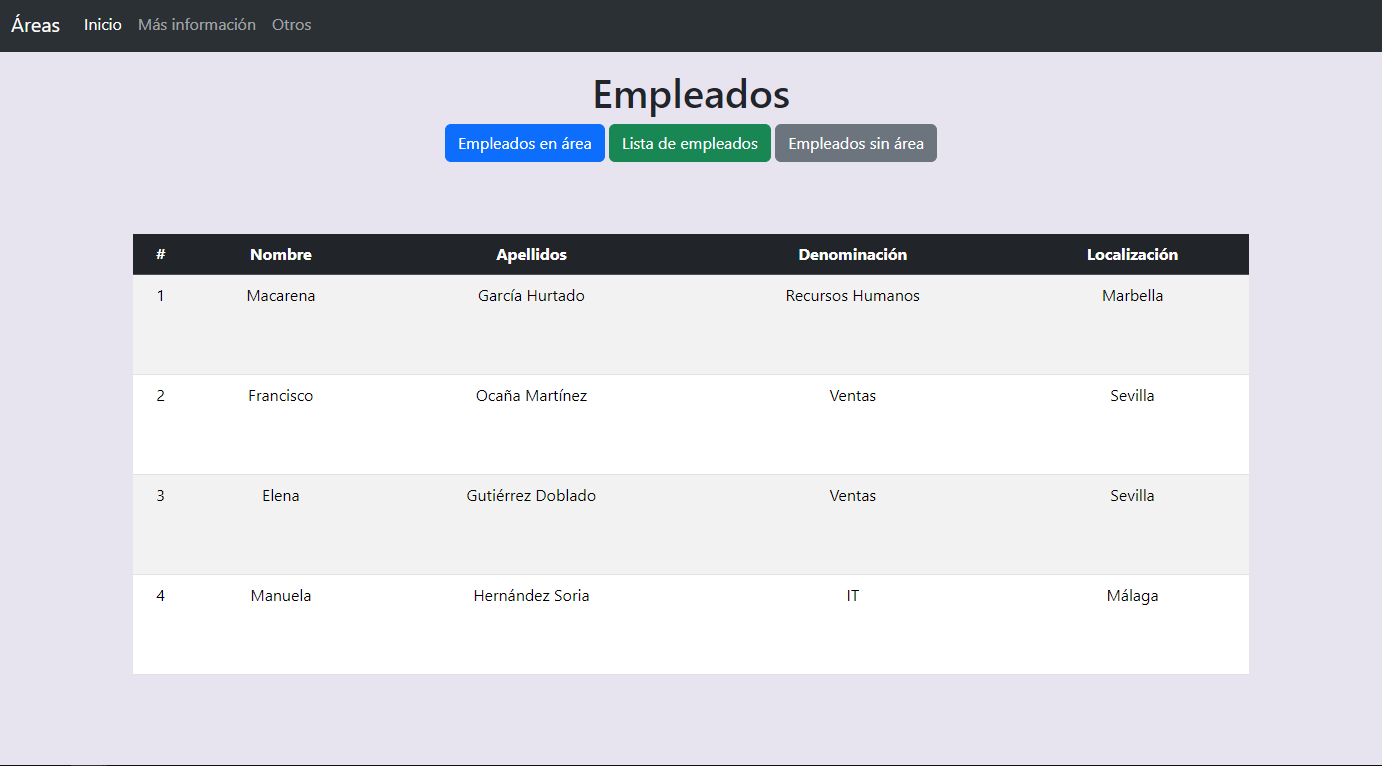 Áreas Inicio Más información Otros
Empleados
Empleados en área Lista de empleados Empleados sin área
# Nombre Apellidos Denominación Localización
1 Macarena García Hurtado Recursos Humanos Marbella
2 Francisco Ocaña Martínez Ventas Sevilla
3 Elena Gutiérrez Doblado Ventas Sevilla
4 Manuela Hernández Soria IT Málaga